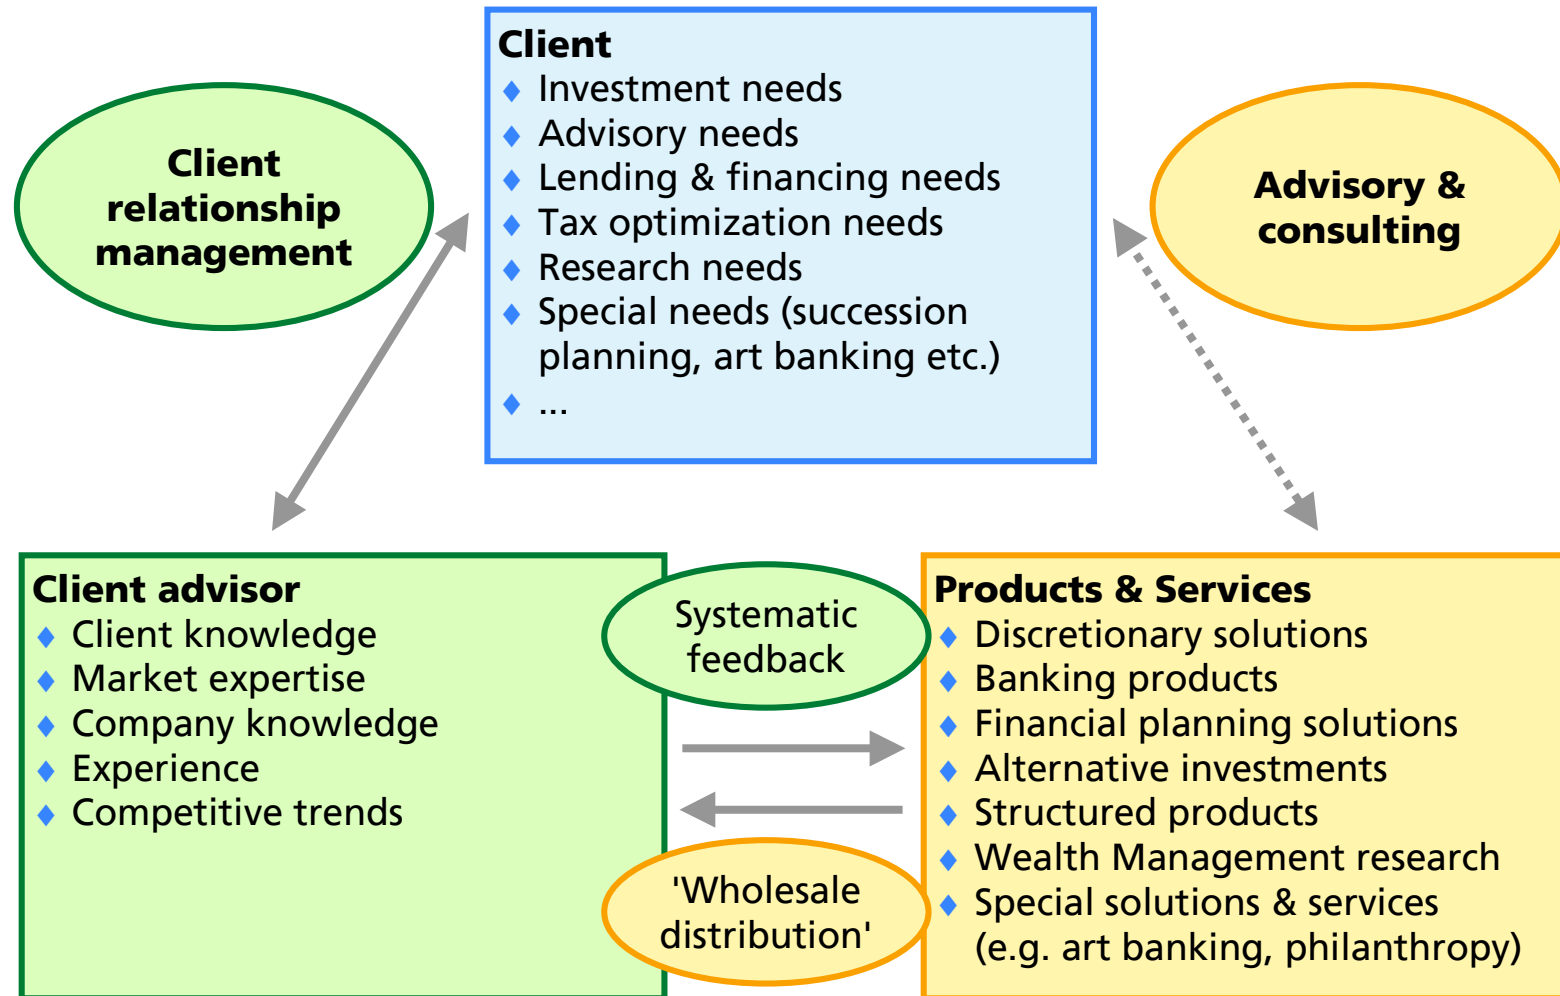 Client
♦ Investment needs
♦ Advisory needs
♦ Lending & financing needs
♦ Tax optimization needs
♦ Research needs
♦ Special needs (succession
planning, art banking etc.)
♦ ...
Client
relationship
management
Advisory &
consulting
Client advisor
♦ Client knowledge
♦ Market expertise
♦ Company knowledge
♦ Experience
♦ Competitive trends
Systematic
feedback
'Wholesale
distribution'
Products & Services
♦ Discretionary solutions
♦ Banking products
♦ Financial planning solutions
♦ Alternative investments
♦ Structured products
♦ Wealth Management research
♦ Special solutions & services
(e.g. art banking, philanthropy)